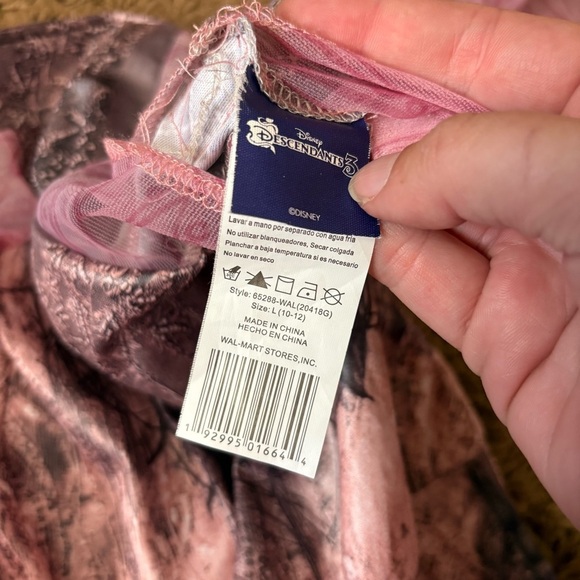 Disney
DESCENDANTS 3
©DISNEY
Lavar a mano por separado con agua fría
No utilizar blanqueadores, Secar colgada
Planchar a baja temperatura si es necesario
No lavar en seco
Style: 65288-WAL(20418G)
Size: L (10-12)
MADE IN CHINA
HECHO EN CHINA
WAL-MART STORES,INC.
1 92995 01664 4